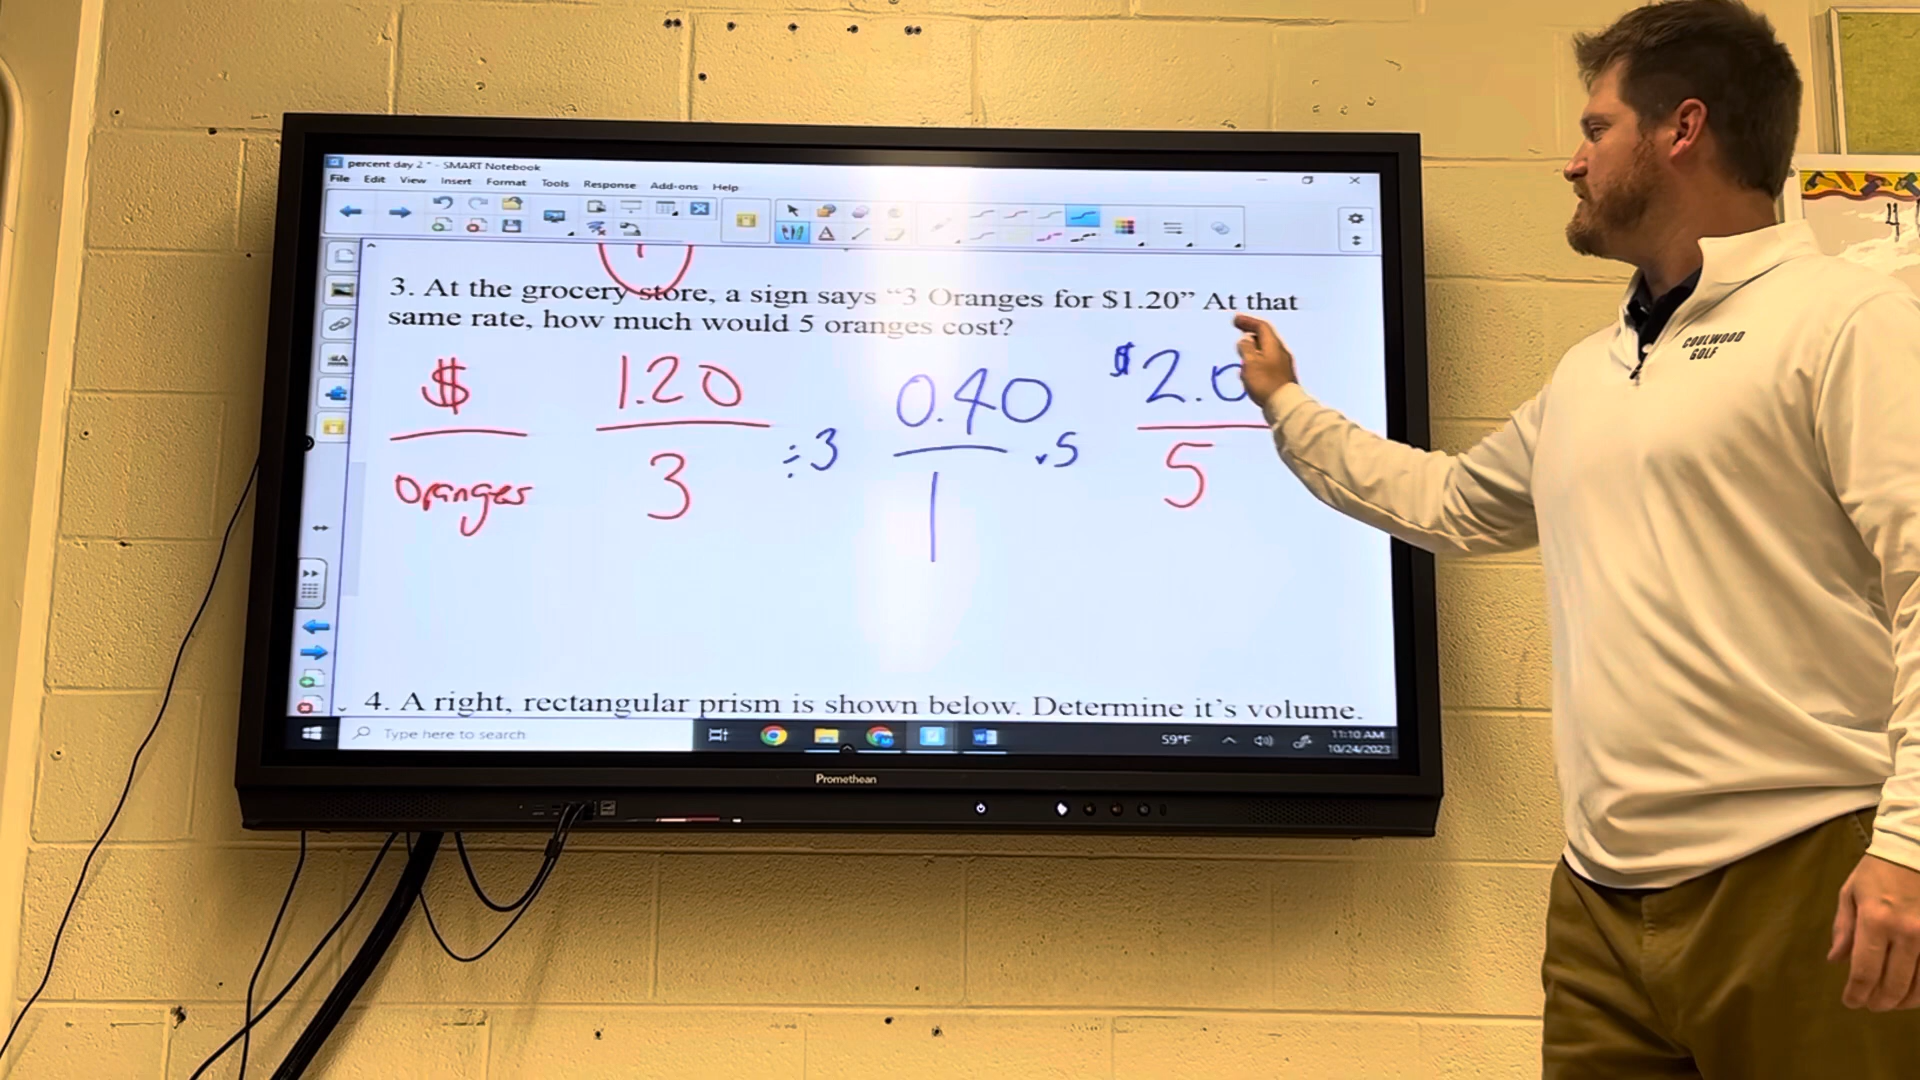 percent day 2 * - SMART Notebook
File Edit View Insert Format Tools Response Add-ons Help
3. At the grocery store, a sign says "3 Oranges for $1.20" At that
same rate, how much would 5 oranges cost?
$ 1.20 0.40 $2.0
Oranges 3 ÷3 1 .5 5
4. A right, rectangular prism is shown below. Determine it's volume.
Type here to search
59°F
11:10 AM
10/24/2023
Promethean
COULWOOD
GOLF
4